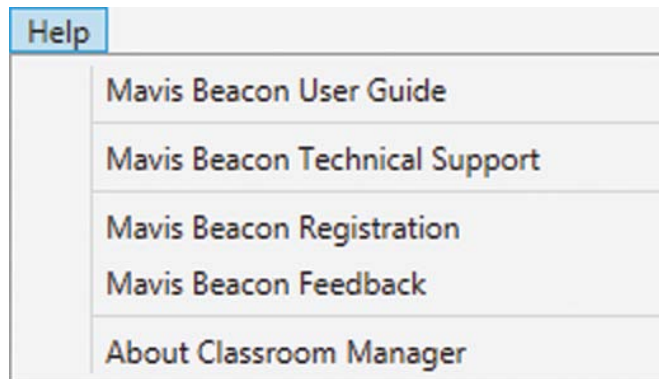 Help
Mavis Beacon User Guide
Mavis Beacon Technical Support
Mavis Beacon Registration
Mavis Beacon Feedback
About Classroom Manager